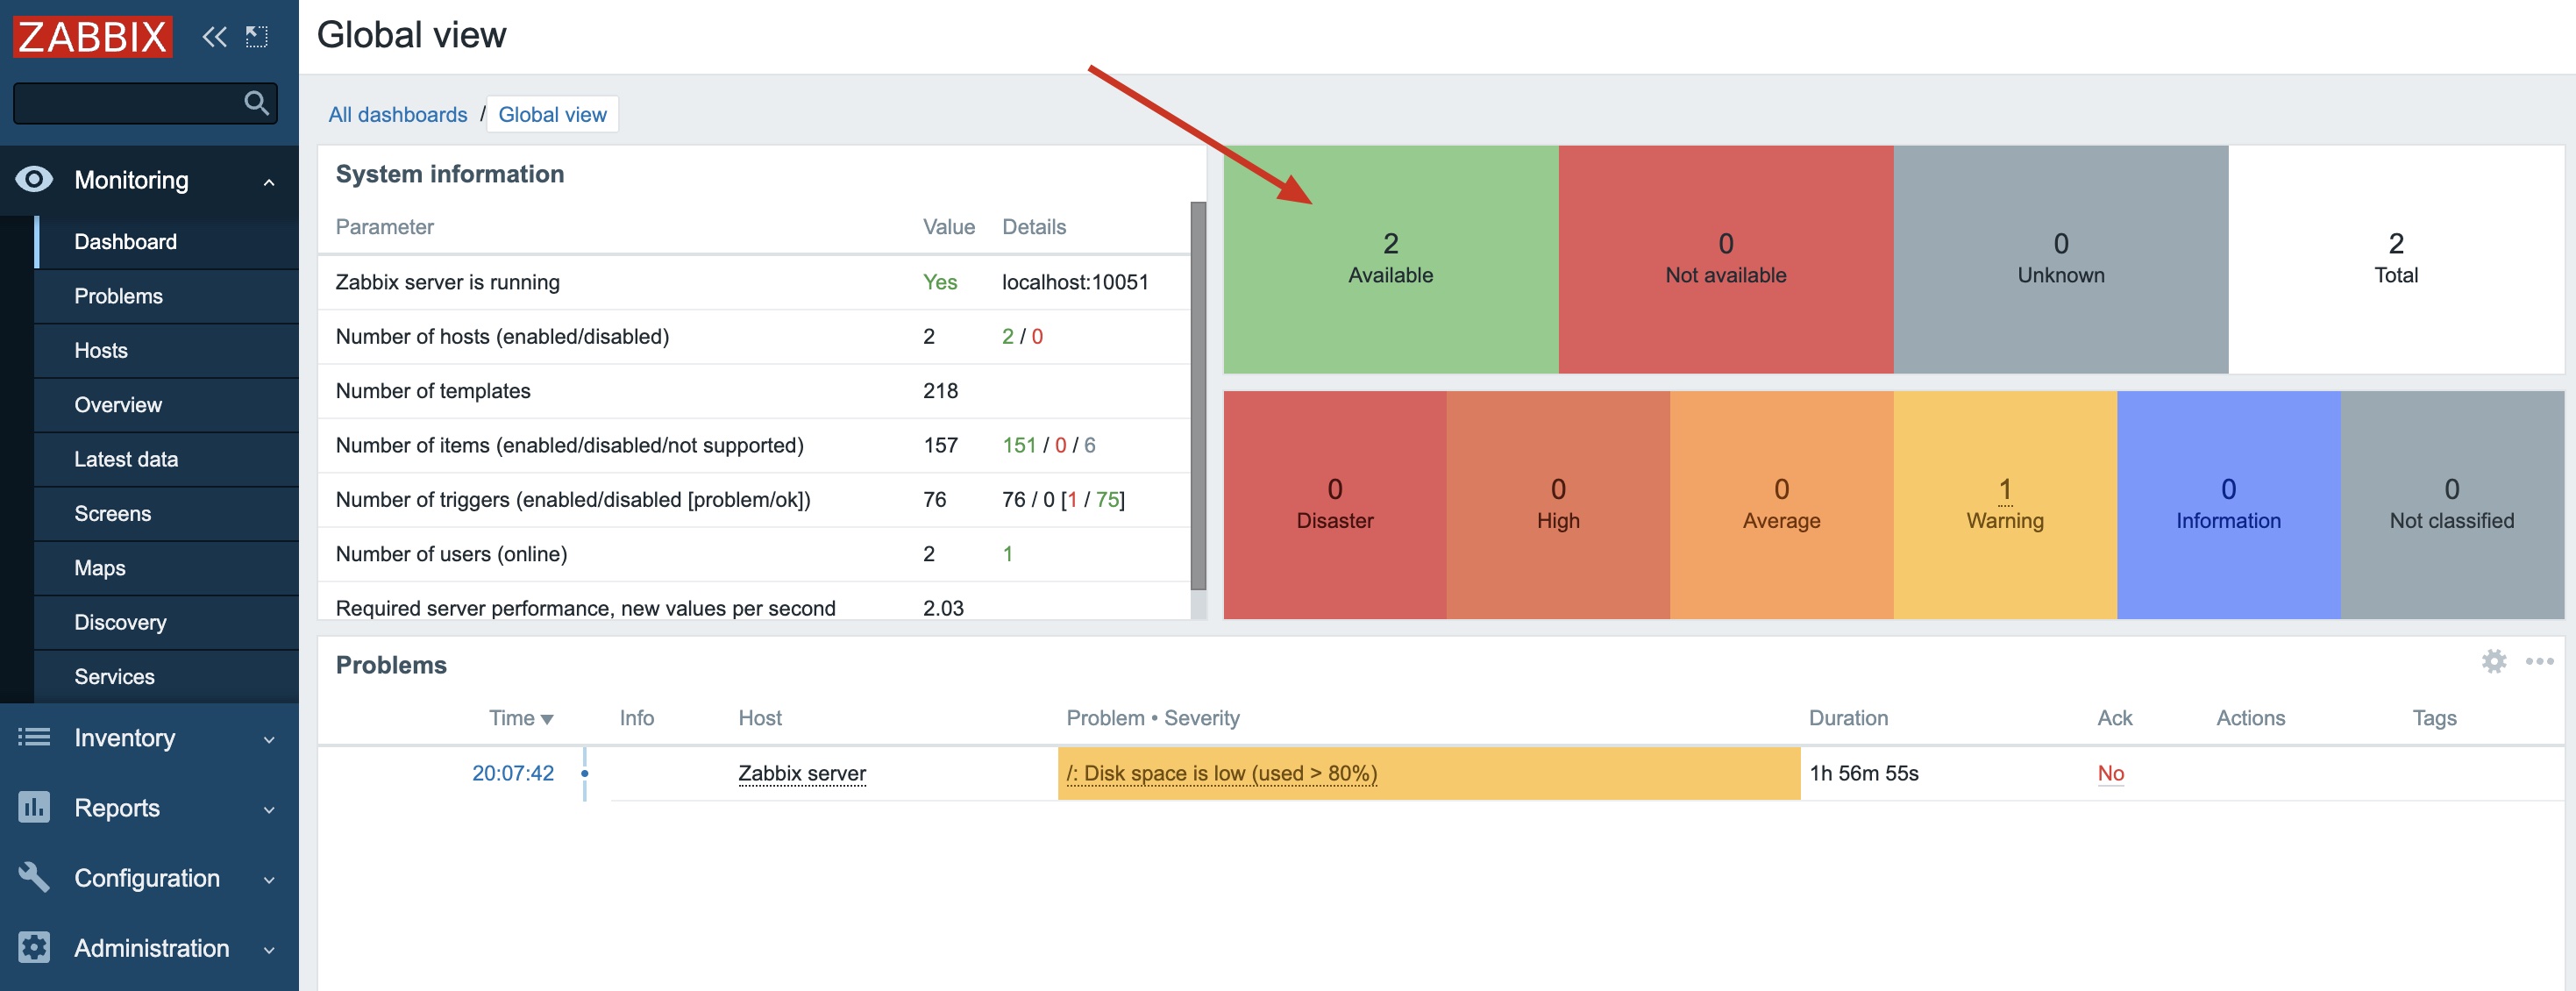 ZABBIX
Monitoring
Dashboard
Problems
Hosts
Overview
Latest data
Screens
Maps
Discovery
Services
Inventory
Reports
Configuration
Administration
Global view
All dashboards / Global view
System information
Parameter Value Details
Zabbix server is running Yes localhost:10051
Number of hosts (enabled/disabled) 2 2 / 0
Number of templates 218
Number of items (enabled/disabled/not supported) 157 151 / 0 / 6
Number of triggers (enabled/disabled [problem/ok]) 76 76 / 0 [1 / 75]
Number of users (online) 2 1
Required server performance, new values per second 2.03
2 0 0 2
Available Not available Unknown Total
0 0 0 1 0 0
Disaster High Average Warning Information Not classified
Problems
Time Info Host Problem • Severity Duration Ack Actions Tags
20:07:42 Zabbix server /: Disk space is low (used > 80%) 1h 56m 55s No